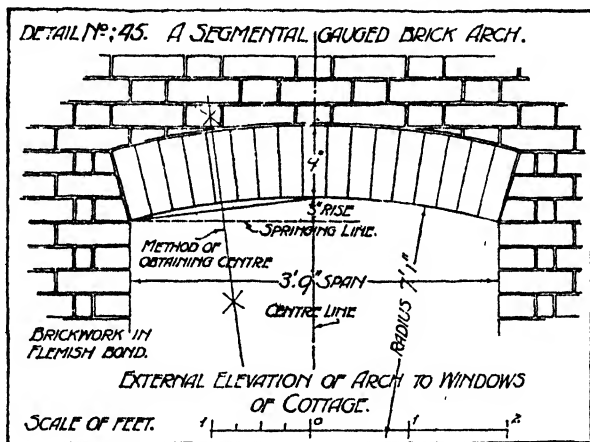 DETAIL Nº: 45. A SEGMENTAL GAUGED BRICK ARCH.
4"
3" RISE
SPRINGING LINE.
METHOD OF
OBTAINING CENTRE
3'.9" SPAN
CENTRE LINE
RADIUS 7'.1"
BRICKWORK IN
FLEMISH BOND.
EXTERNAL ELEVATION OF ARCH TO WINDOWS
OF COTTAGE.
SCALE OF FEET. 1 0 1 2